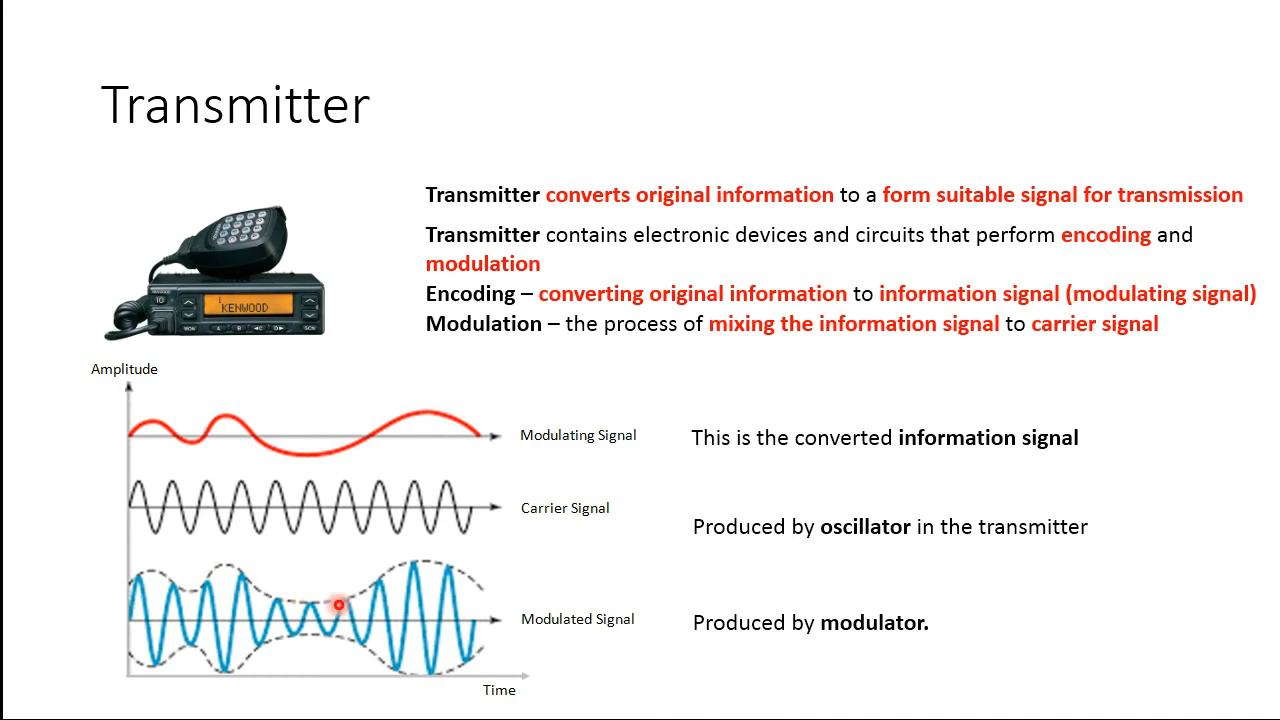 Transmitter
Transmitter converts original information to a form suitable signal for transmission
Transmitter contains electronic devices and circuits that perform encoding and
modulation
Encoding – converting original information to information signal (modulating signal)
Modulation – the process of mixing the information signal to carrier signal
KENWOOD
Amplitude
Modulating Signal
This is the converted information signal
Carrier Signal
Produced by oscillator in the transmitter
Modulated Signal
Produced by modulator.
Time